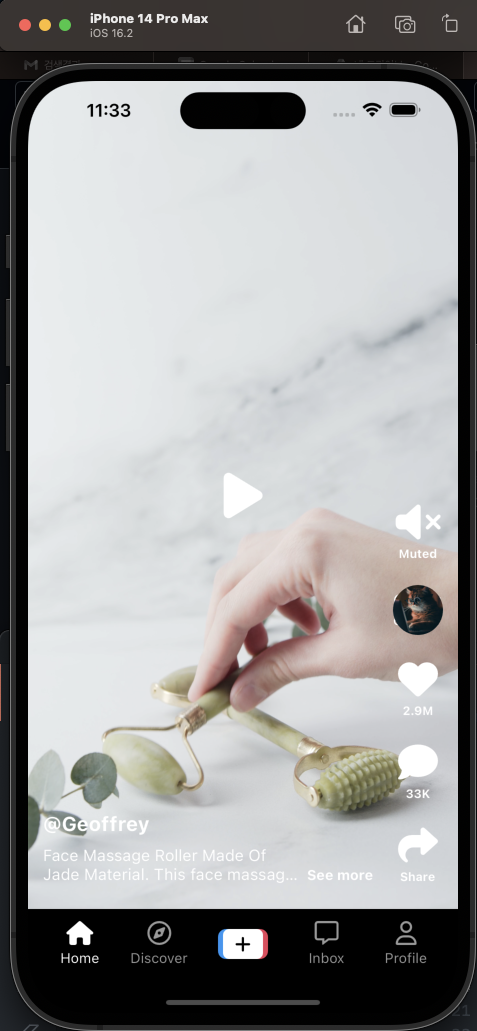 iPhone 14 Pro Max
iOS 16.2
11:33
Muted
2.9M
33K
@Geoffrey
Face Massage Roller Made Of
Jade Material. This face massag... See more
Share
Home
Discover
Inbox
Profile
21